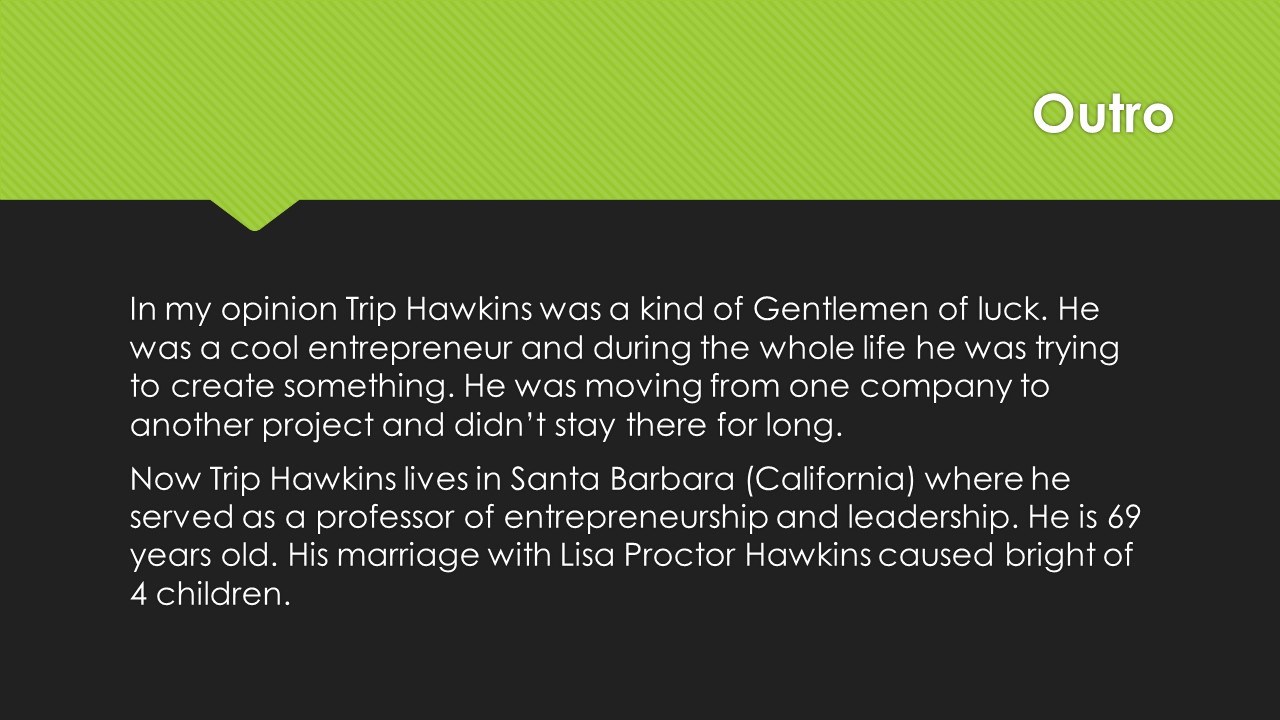 Outro
In my opinion Trip Hawkins was a kind of Gentlemen of luck. He
was a cool entrepreneur and during the whole life he was trying
to create something. He was moving from one company to
another project and didn’t stay there for long.
Now Trip Hawkins lives in Santa Barbara (California) where he
served as a professor of entrepreneurship and leadership. He is 69
years old. His marriage with Lisa Proctor Hawkins caused bright of
4 children.